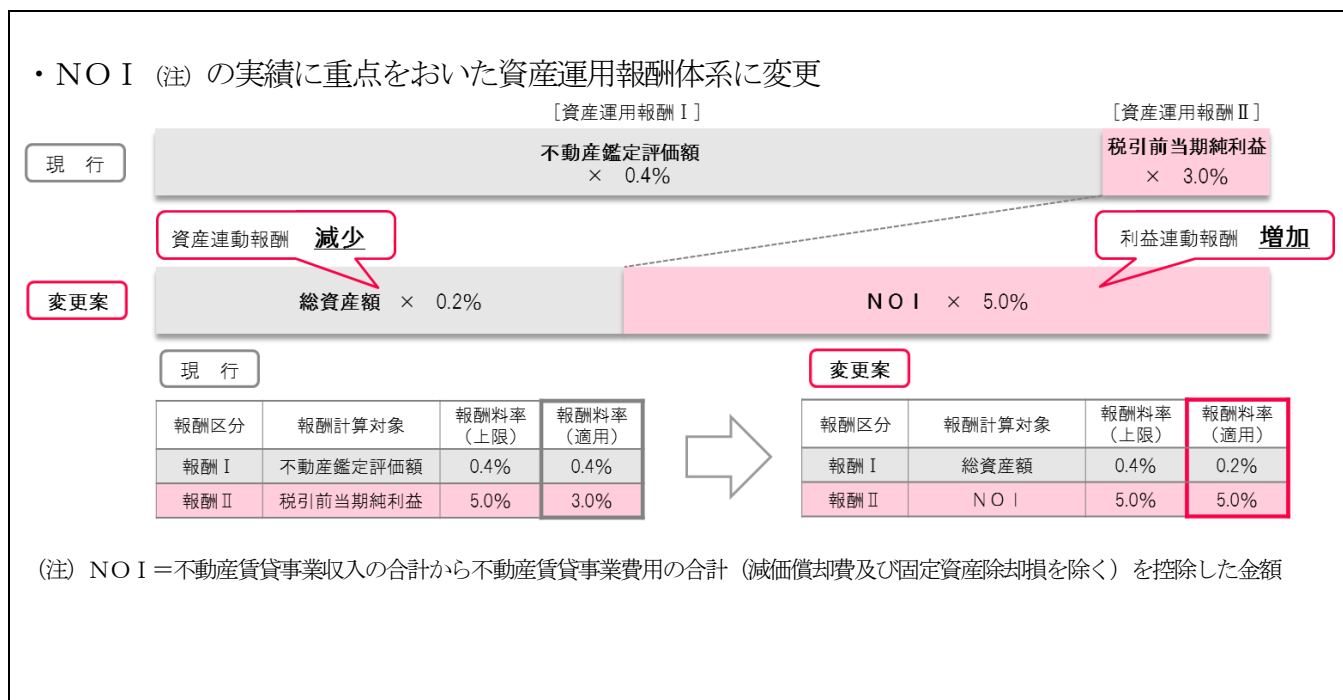 ・ＮＯＩ（注）の実績に重点をおいた資産運用報酬体系に変更
［資産運用報酬Ⅰ］ ［資産運用報酬Ⅱ］
現 行
不動産鑑定評価額
× 0.4%
税引前当期純利益
× 3.0%
資産連動報酬 減少
利益連動報酬 増加
変更案
総資産額 × 0.2%
ＮＯＩ × 5.0%
現 行
報酬区分 報酬計算対象 報酬料率（上限） 報酬料率（適用）
報酬Ⅰ 不動産鑑定評価額 0.4% 0.4%
報酬Ⅱ 税引前当期純利益 5.0% 3.0%
変更案
報酬区分 報酬計算対象 報酬料率（上限） 報酬料率（適用）
報酬Ⅰ 総資産額 0.4% 0.2%
報酬Ⅱ ＮＯＩ 5.0% 5.0%
（注）ＮＯＩ＝不動産賃貸事業収入の合計から不動産賃貸事業費用の合計（減価償却費及び固定資産除却損を除く）を控除した金額